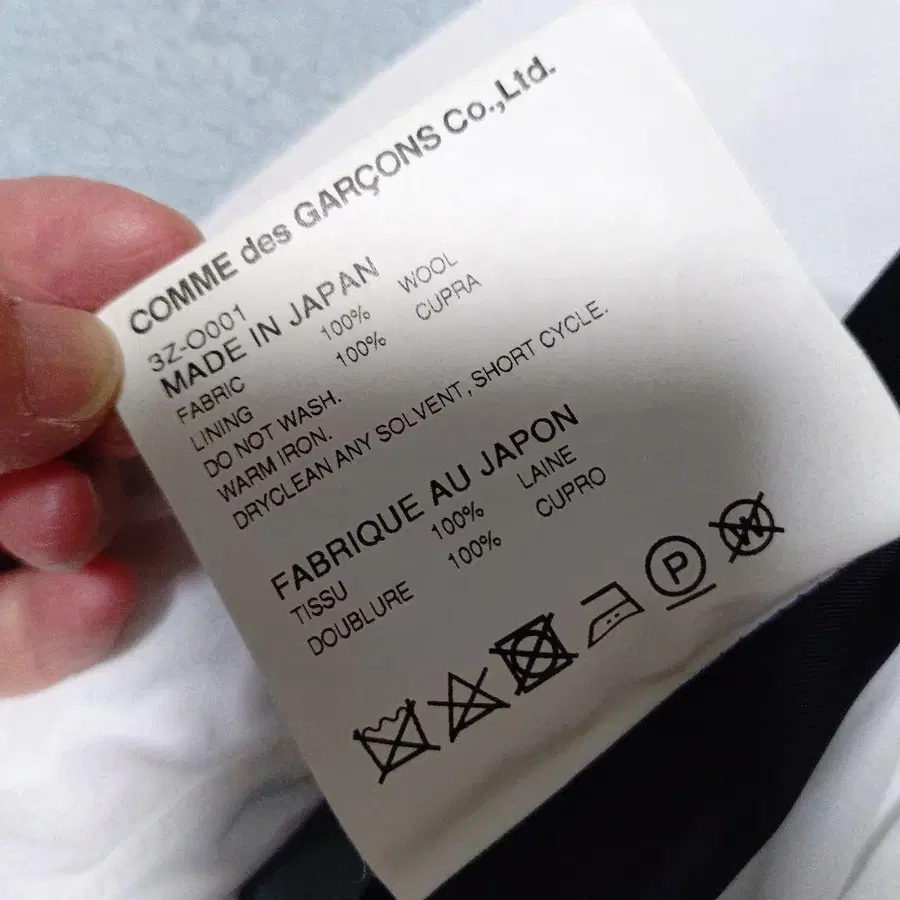 COMME des GARÇONS Co.,Ltd.
3Z-O001
MADE IN JAPAN
FABRIC 100% WOOL
LINING 100% CUPRA
DO NOT WASH.
WARM IRON.
DRYCLEAN ANY SOLVENT, SHORT CYCLE.
FABRIQUE AU JAPON
TISSU 100% LAINE
DOUBLURE 100% CUPRO
P W